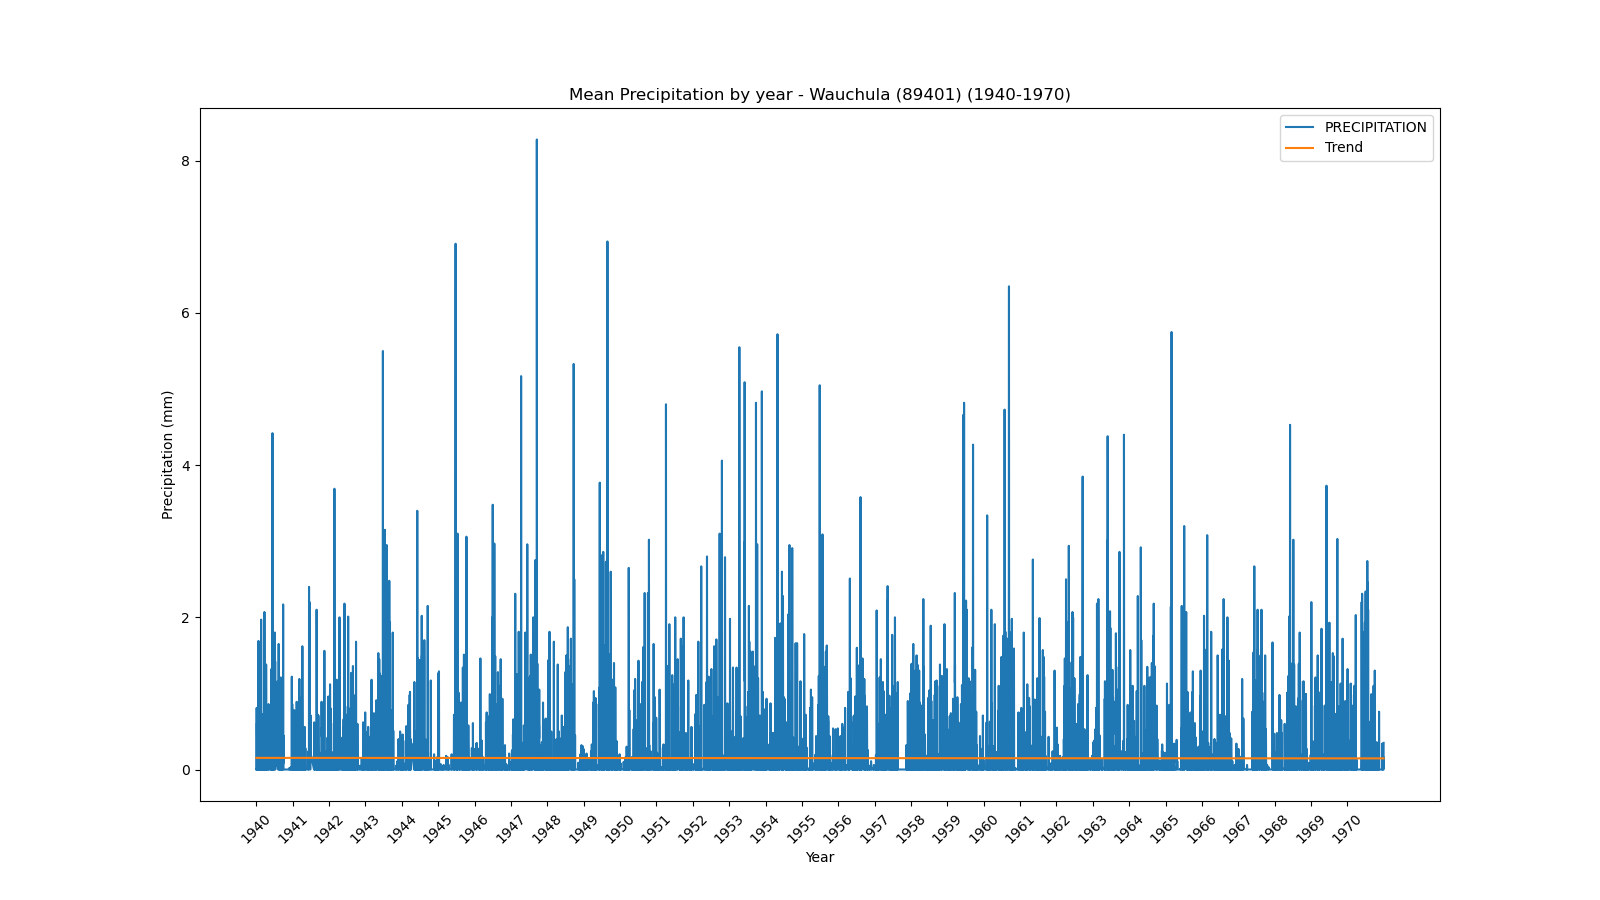 Mean Precipitation by year - Wauchula (89401) (1940-1970)
PRECIPITATION
Trend
8
6
4
2
0
Precipitation (mm)
1940 1941 1942 1943 1944 1945 1946 1947 1948 1949 1950 1951 1952 1953 1954 1955 1956 1957 1958 1959 1960 1961 1962 1963 1964 1965 1966 1967 1968 1969 1970
Year